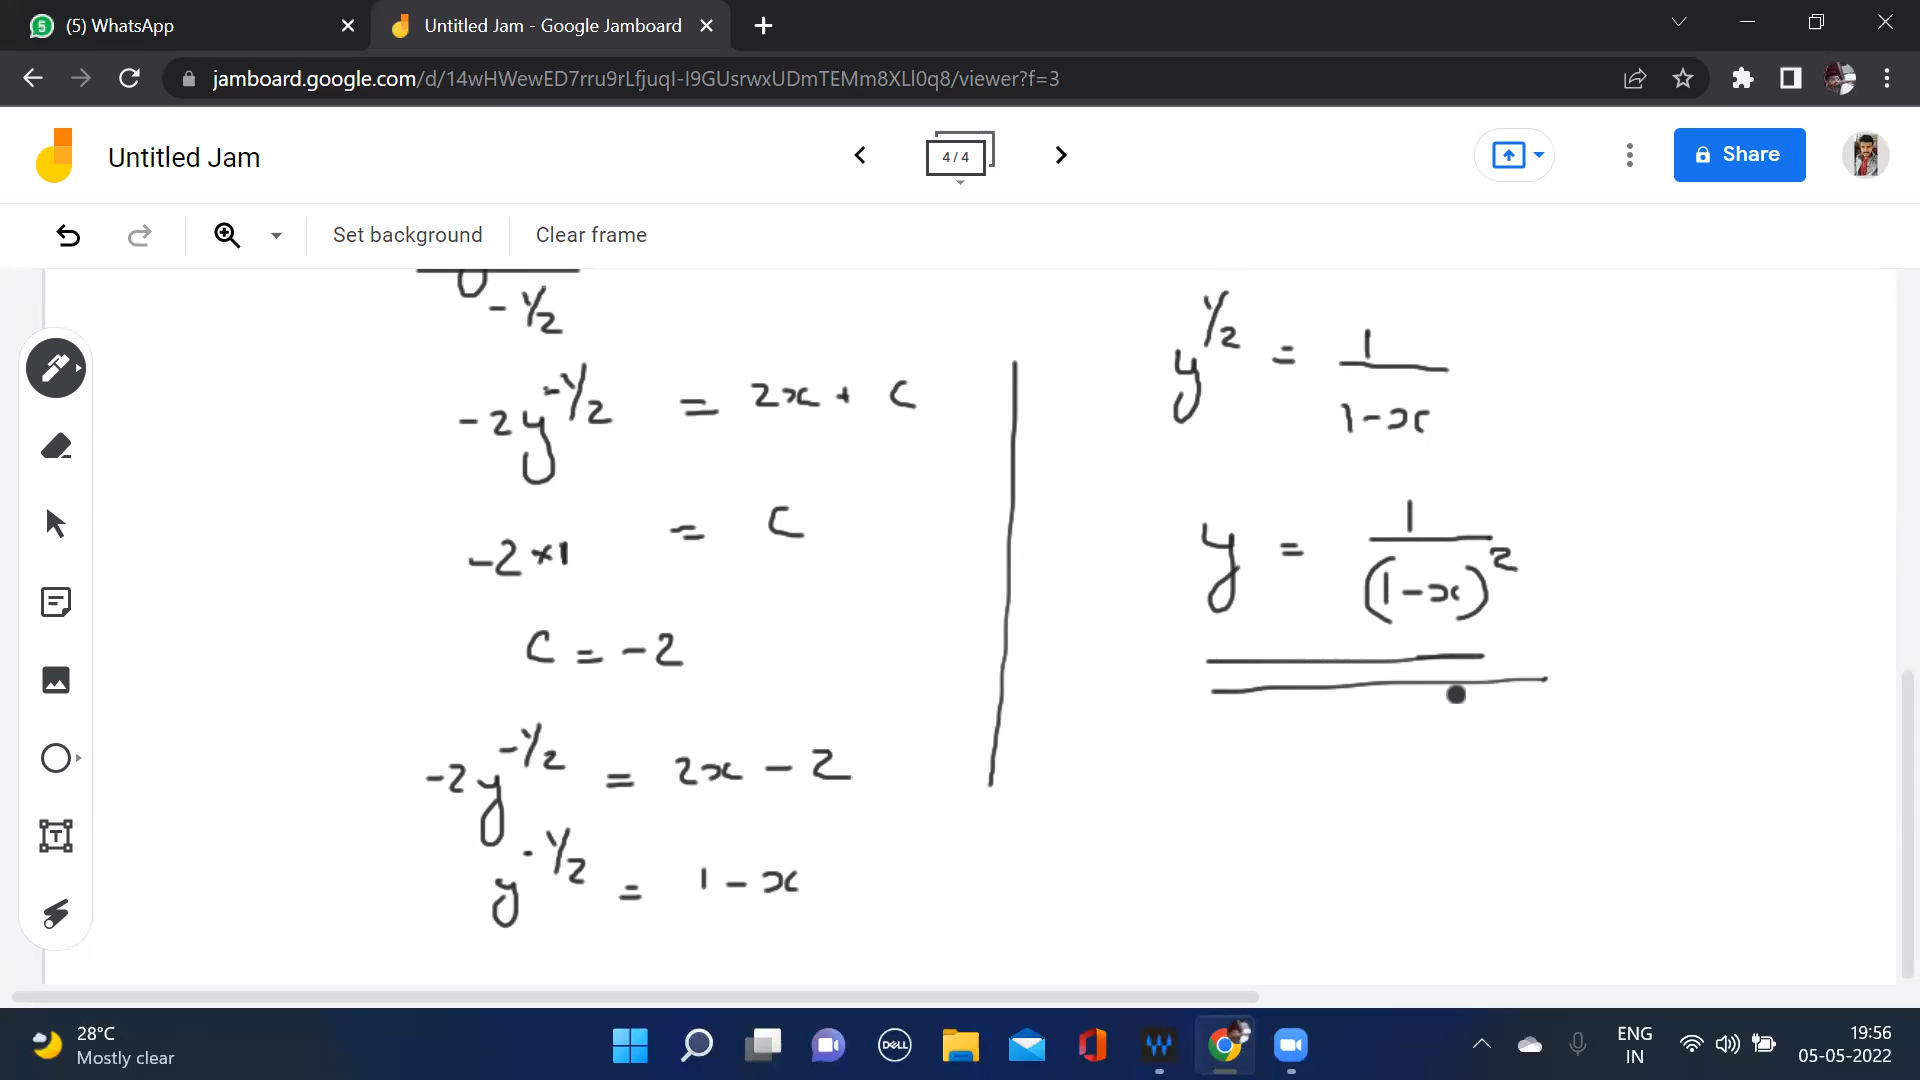 (5) WhatsApp
Untitled Jam - Google Jamboard
jamboard.google.com/d/14wHWewED7rru9rLfjuqI-I9GUsrwxUDmTEMm8XLl0q8/viewer?f=3
Untitled Jam
4 / 4
Share
Set background
Clear frame
y
-1/2
-2y^{-1/2} = 2x + c
-2 × 1 = c
c = -2
-2y^{-1/2} = 2x - 2
y^{-1/2} = 1 - x
y^{1/2} = 1/(1-x)
y = 1/(1-x)^2
28°C
Mostly clear
DELL
ENG
IN
19:56
05-05-2022